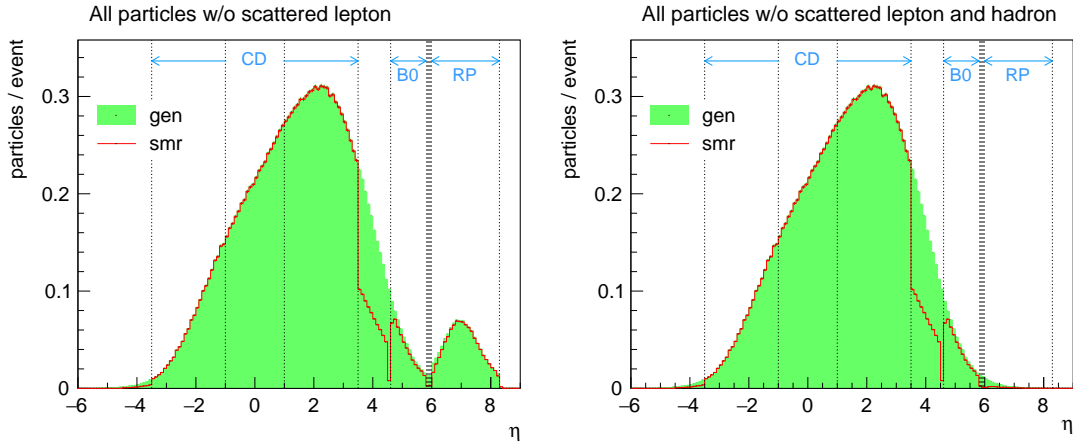 All particles w/o scattered lepton
particles / event
CD
B0
RP
gen
smr
0.3
0.2
0.1
0
−6 −4 −2 0 2 4 6 8
η
All particles w/o scattered lepton and hadron
particles / event
CD
B0
RP
gen
smr
0.3
0.2
0.1
0
−6 −4 −2 0 2 4 6 8
η